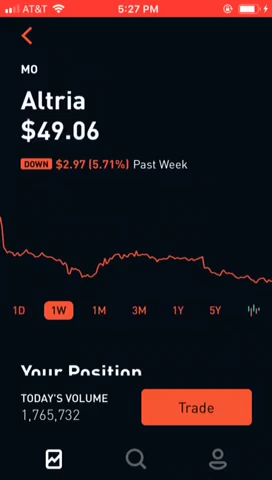 AT&T 5:27 PM
MO
Altria
$49.06
DOWN $2.97 (5.71%) Past Week
1D 1W 1M 3M 1Y 5Y
Your Position
TODAY'S VOLUME
1,765,732
Trade